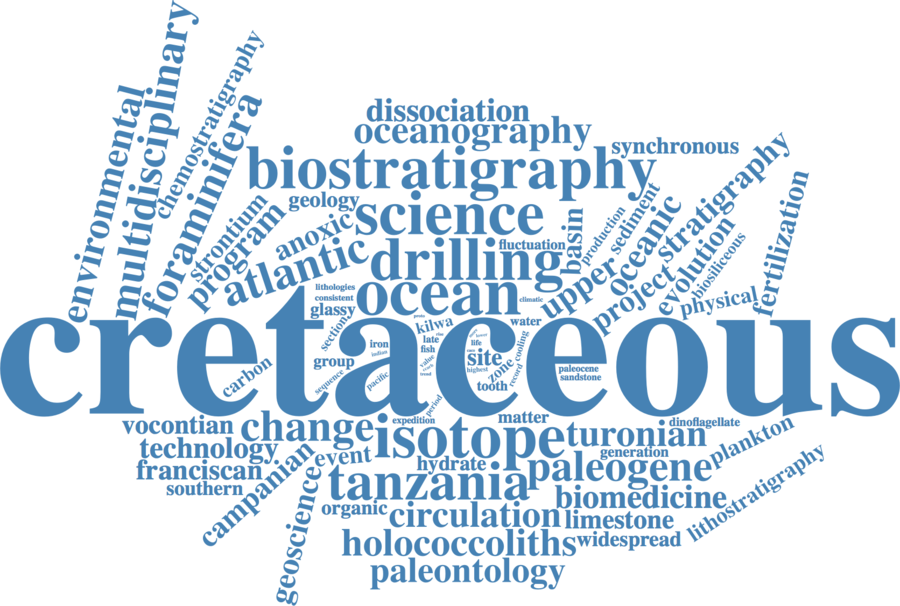 multidisciplinary
environmental
chemostratigraphy
foraminifera
strontium
program
dissociation
oceanography
synchronous
biostratigraphy
geology
science
anoxic
atlantic
drilling
fluctuation
basin
production
sediment
oceanic
upper
stratigraphy
project
evolution
biosiliceous
physical
fertilization
lithologies
consistent
glassy
ocean
climatic
section
kilwa
water
late
fish
iron
indian
life
site
highest
cooling
zone
record
tooth
group
sequence
pacific
value
trend
paleocene
sandstone
carbon
cretaceous
period
expedition
matter
dinoflagellate
vocontian
change
isotope
turonian
plankton
technology
generation
franciscan
event
hydrate
paleogene
southern
campanian
tanzania
biomedicine
lithostratigraphy
geoscience
organic
circulation
limestone
holococcoliths
widespread
paleontology